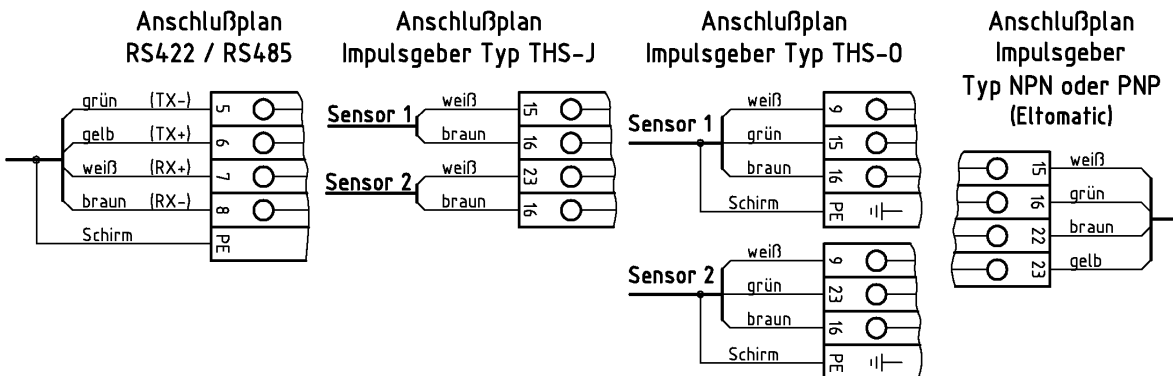 Anschlußplan
RS422 / RS485
grün (TX-) 5
gelb (TX+) 6
weiß (RX+) 7
braun (RX-) 8
Schirm PE
Anschlußplan
Impulsgeber Typ THS-J
Sensor 1
weiß 15
braun 16
Sensor 2
weiß 23
braun 16
Anschlußplan
Impulsgeber Typ THS-O
Sensor 1
weiß 9
grün 15
braun 16
Schirm PE
Sensor 2
weiß 9
grün 23
braun 16
Schirm PE
Anschlußplan
Impulsgeber
Typ NPN oder PNP
(Eltomatic)
15 weiß
16 grün
22 braun
23 gelb